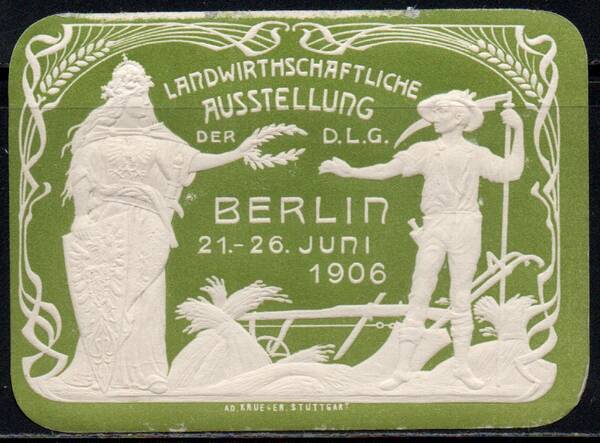 LANDWIRTHSCHAFTLICHE
AUSSTELLUNG
DER D.L.G.
BERLIN
21.-26. JUNI
1906
AD. KRUEGER. STUTTGART